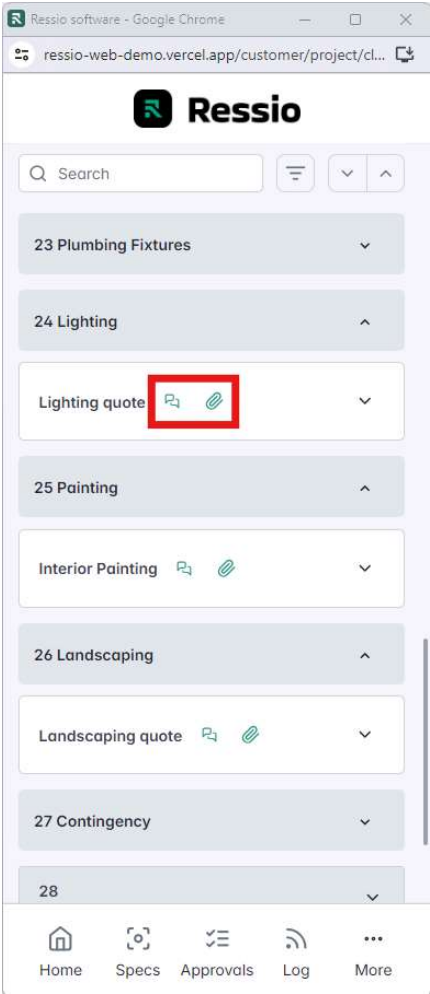 Ressio software - Google Chrome
ressio-web-demo.vercel.app/customer/project/cl...
Ressio
Search
23 Plumbing Fixtures
24 Lighting
Lighting quote
25 Painting
Interior Painting
26 Landscaping
Landscaping quote
27 Contingency
28
Home Specs Approvals Log More